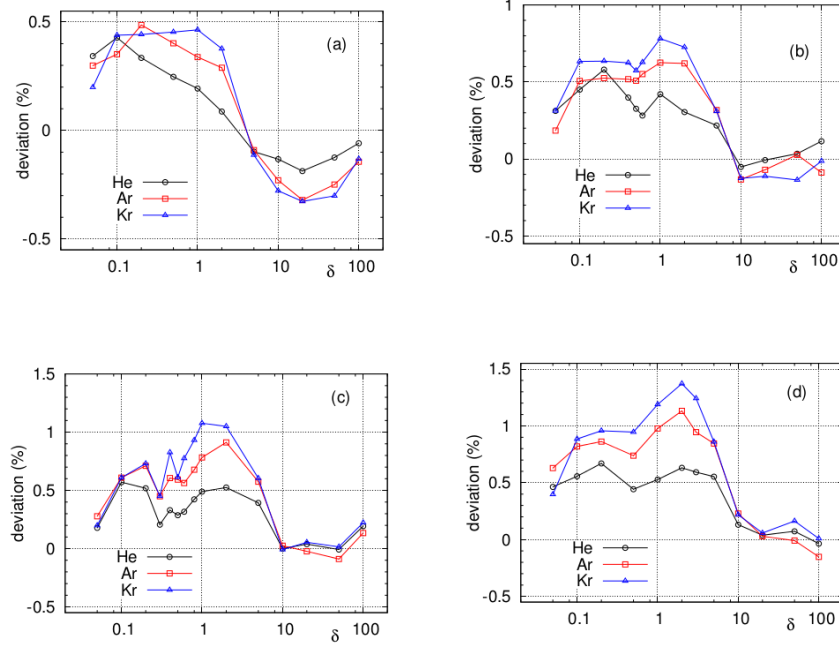 0.5
0
-0.5
deviation (%)
(a)
He
Ar
Kr
0.1 1 10 δ 100
1
0.5
0
-0.5
deviation (%)
(b)
He
Ar
Kr
0.1 1 10 δ 100
1.5
1
0.5
0
-0.5
deviation (%)
(c)
He
Ar
Kr
0.1 1 10 δ 100
1.5
1
0.5
0
-0.5
deviation (%)
(d)
He
Ar
Kr
0.1 1 10 δ 100